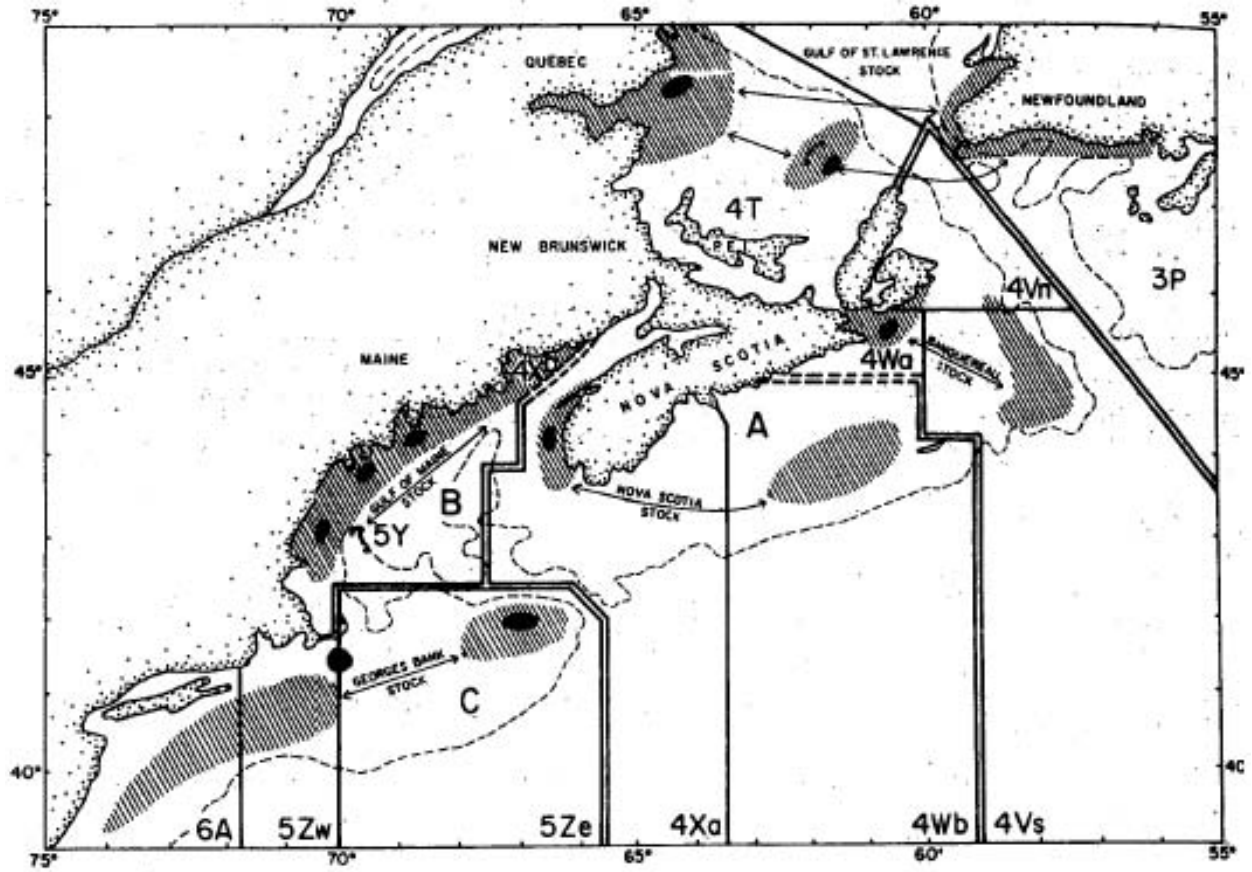 75° 70° 65° 60° 55°
GULF OF ST. LAWRENCE
STOCK
QUÉBEC
NEWFOUNDLAND
4T
NEW BRUNSWICK
P.E.I.
3P
4Vn
MAINE
45°
4Xb
NOVA SCOTIA
4Wa
BANQUEREAU
STOCK
45°
A
GULF OF MAINE
STOCK
B
NOVA SCOTIA
STOCK
5Y
GEORGES BANK
STOCK
C
40°
40
6A 5Zw 5Ze 4Xa 4Wb 4Vs
75° 70° 65° 60° 55°